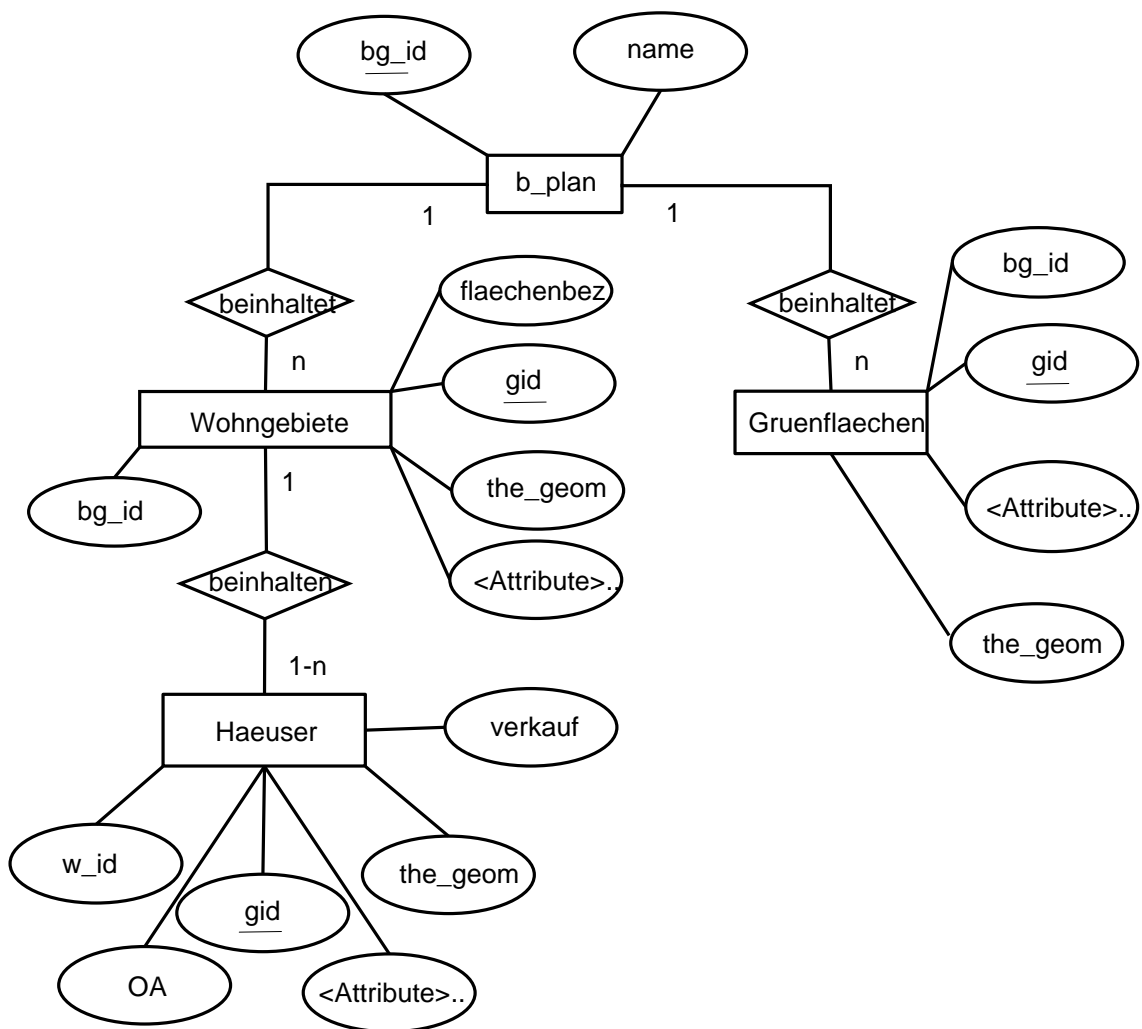 bg_id
name
b_plan
1
1
beinhaltet
flaechenbez
bg_id
beinhaltet
n
gid
n
gid
Wohngebiete
Gruenflaechen
1
the_geom
bg_id
<Attribute>..
beinhalten
<Attribute>..
the_geom
1-n
Haeuser
verkauf
w_id
the_geom
gid
OA
<Attribute>..